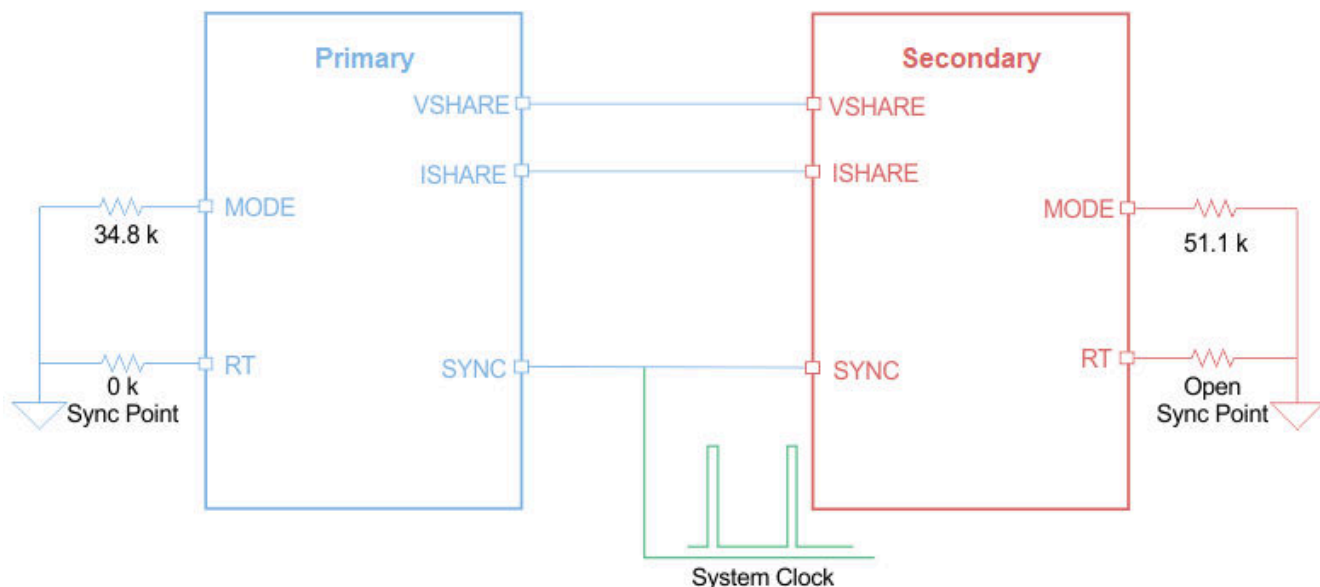 Primary
Secondary
VSHARE
VSHARE
ISHARE
ISHARE
MODE
34.8 k
MODE
51.1 k
RT
0 k
Sync Point
SYNC
SYNC
RT
Open
Sync Point
System Clock